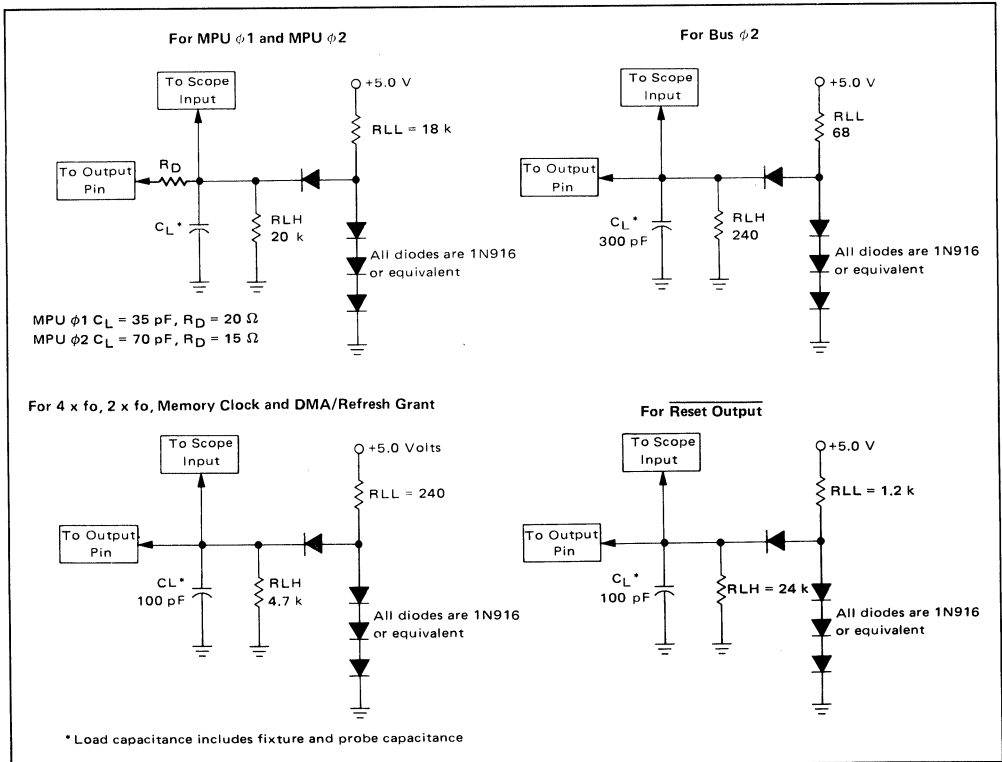 For MPU ϕ1 and MPU ϕ2
To Scope
Input
+5.0 V
RLL = 18 k
To Output
Pin
RD
CL*
RLH
20 k
All diodes are 1N916
or equivalent
MPU ϕ1 CL = 35 pF, RD = 20 Ω
MPU ϕ2 CL = 70 pF, RD = 15 Ω
For Bus ϕ2
To Scope
Input
+5.0 V
RLL
68
To Output
Pin
CL*
300 pF
RLH
240
All diodes are 1N916
or equivalent
For 4 x fo, 2 x fo, Memory Clock and DMA/Refresh Grant
To Scope
Input
+5.0 Volts
RLL = 240
To Output
Pin
CL*
100 pF
RLH
4.7 k
All diodes are 1N916
or equivalent
For Reset Output
To Scope
Input
+5.0 V
RLL = 1.2 k
To Output
Pin
CL*
100 pF
RLH = 24 k
All diodes are 1N916
or equivalent
* Load capacitance includes fixture and probe capacitance